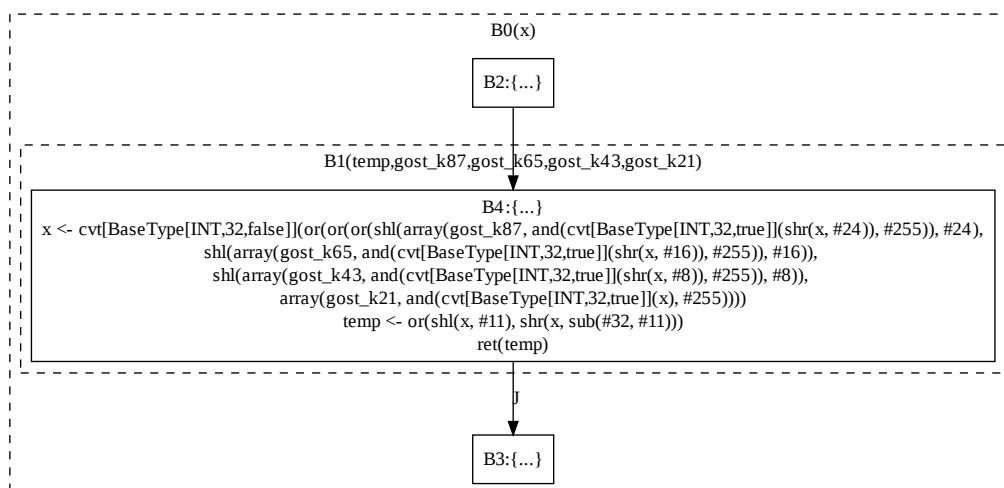 B0(x)
B2:{...}
B1(temp,gost_k87,gost_k65,gost_k43,gost_k21)
B4:{...}
x <- cvt[BaseType[INT,32,false]](or(or(or(shl(array(gost_k87, and(cvt[BaseType[INT,32,true]](shr(x, #24)), #255)), #24),
shl(array(gost_k65, and(cvt[BaseType[INT,32,true]](shr(x, #16)), #255)), #16)),
shl(array(gost_k43, and(cvt[BaseType[INT,32,true]](shr(x, #8)), #255)), #8)),
array(gost_k21, and(cvt[BaseType[INT,32,true]](x), #255))))
temp <- or(shl(x, #11), shr(x, sub(#32, #11)))
ret(temp)
J
B3:{...}